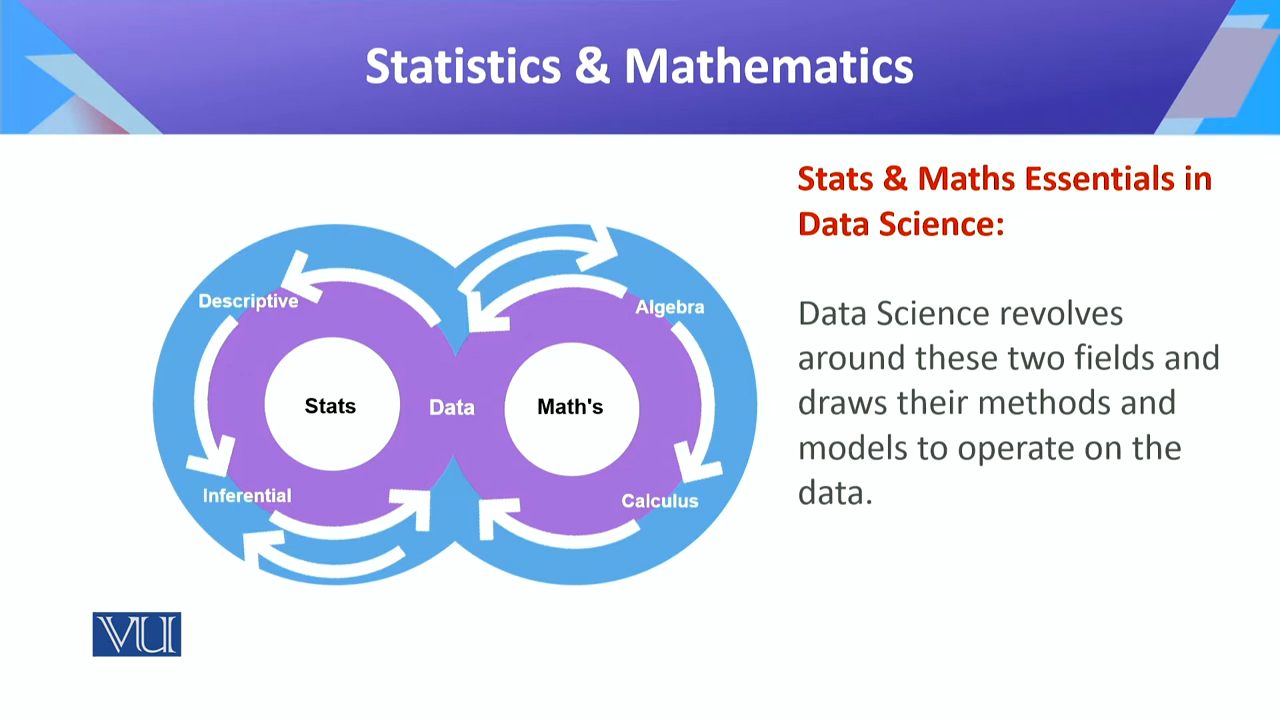 Statistics & Mathematics
Stats & Maths Essentials in
Data Science:
Data Science revolves
around these two fields and
draws their methods and
models to operate on the
data.
Descriptive
Algebra
Stats
Data
Math's
Inferential
Calculus
VU